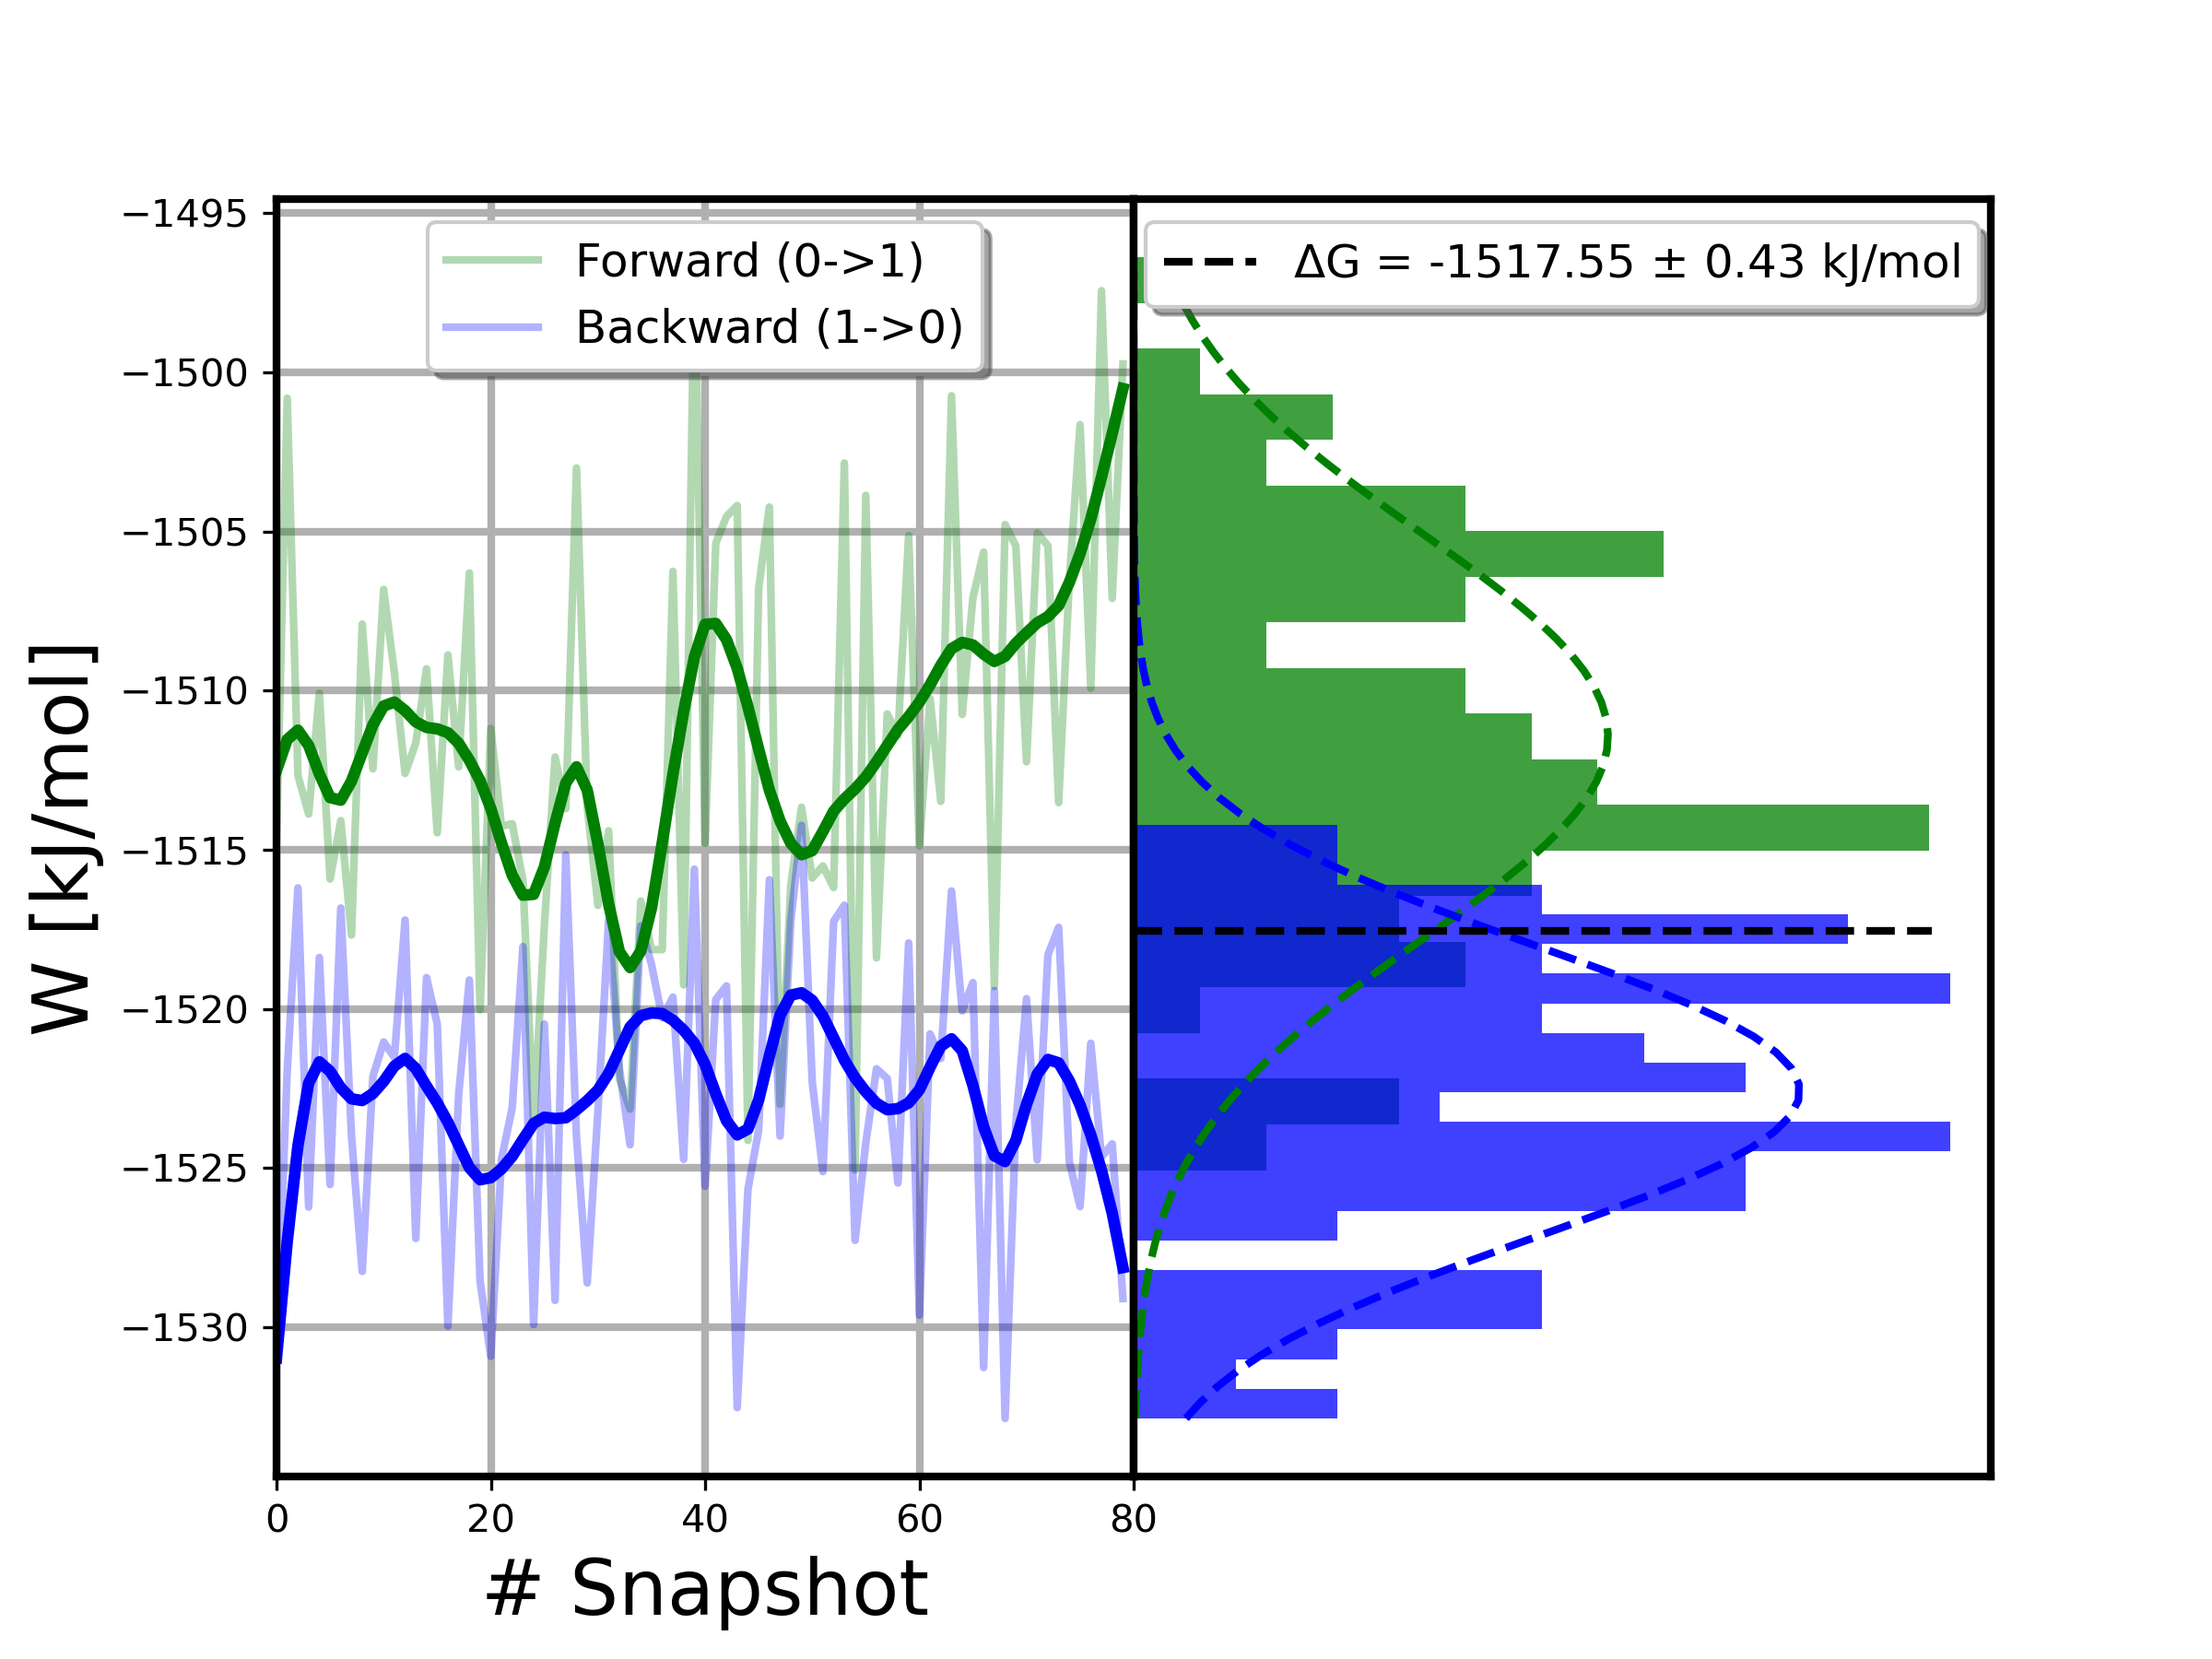 W [kJ/mol]
−1495
−1500
−1505
−1510
−1515
−1520
−1525
−1530
Forward (0->1)
Backward (1->0)
ΔG = -1517.55 ± 0.43 kJ/mol
0 20 40 60 80
# Snapshot